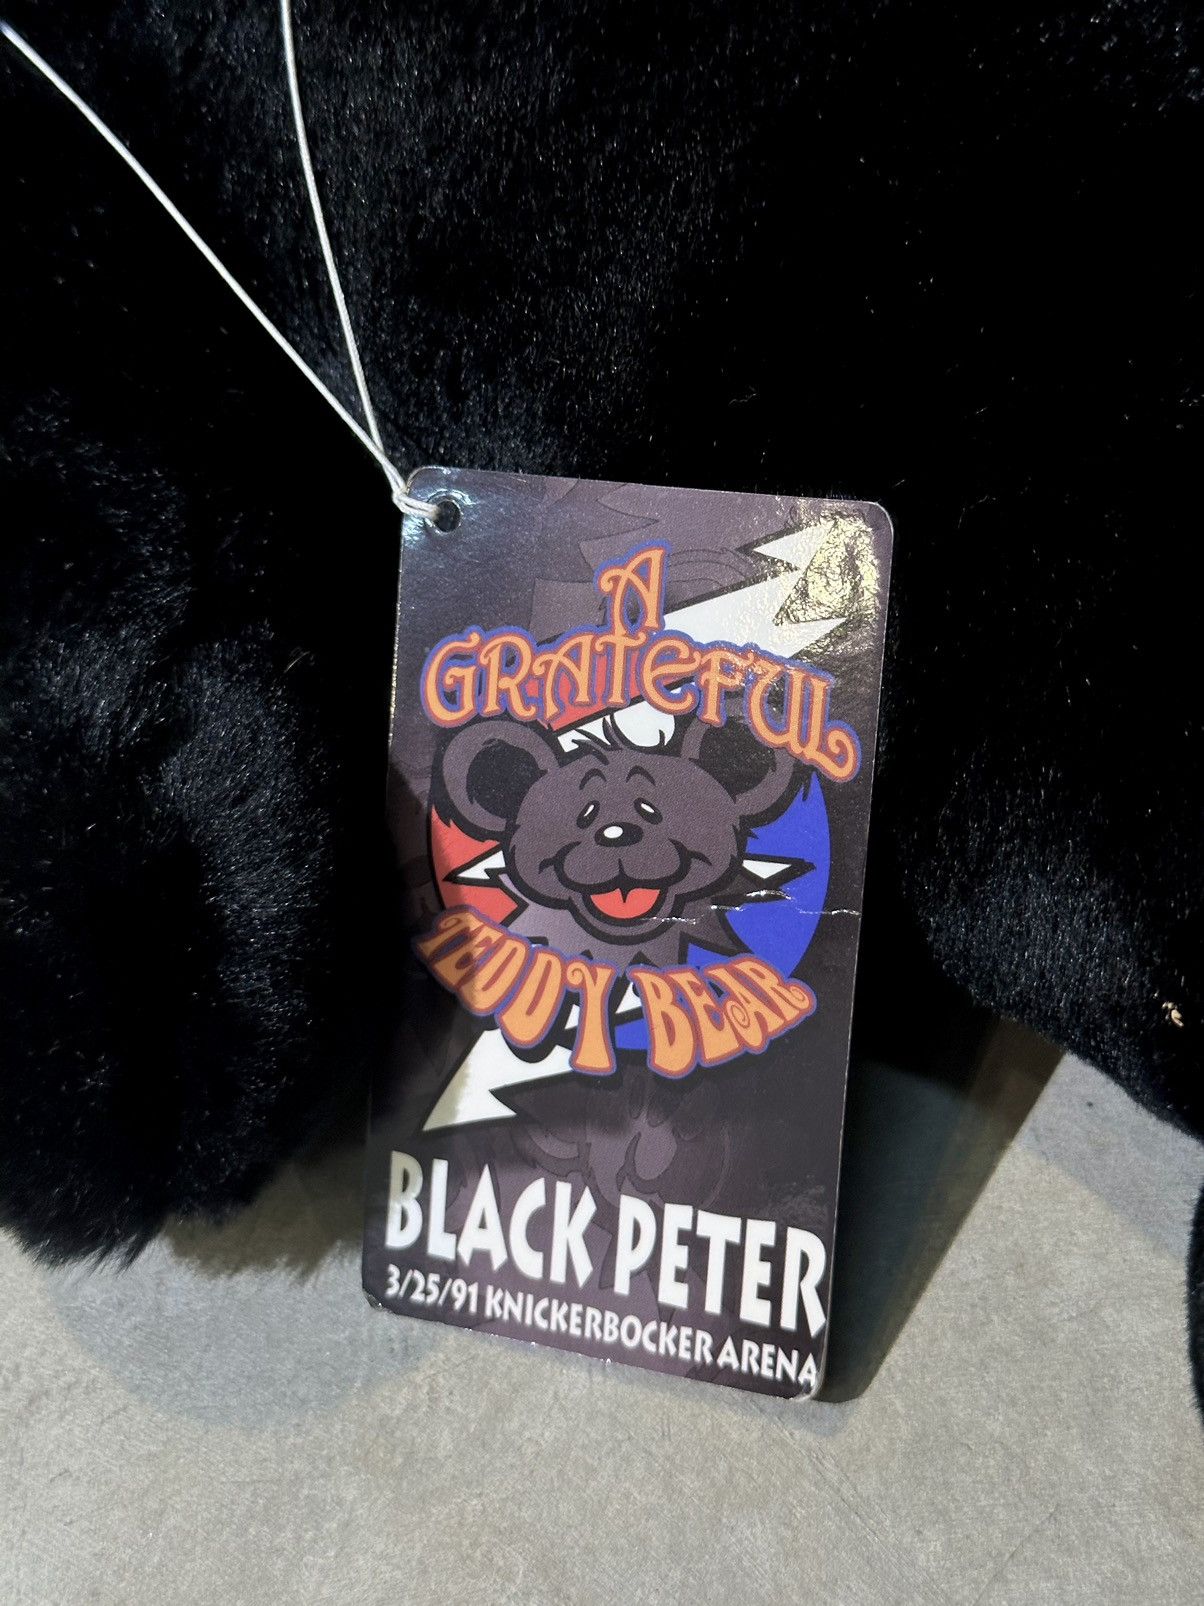 A
GRATEFUL
TEDDY BEAR
BLACK PETER
3/25/91 KNICKERBOCKER ARENA